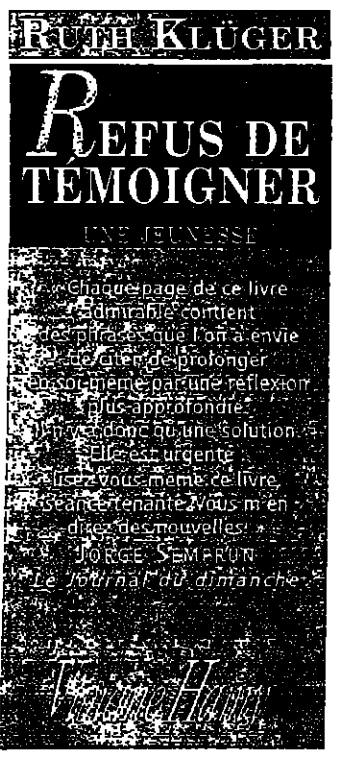 RUTH KLÜGER
REFUS DE
TÉMOIGNER
UNE JEUNESSE
« Chaque page de ce livre
admirable contient
des phrases que l'on a envie
de citer, de prolonger
en soi-même par une réflexion
plus approfondie.
Il n'y a donc qu'une solution.
Elle est urgente :
lisez vous-même ce livre
séance tenante. Vous m'en
direz des nouvelles. »
JORGE SEMPRUN
Le Journal du dimanche
Viviane Hamy